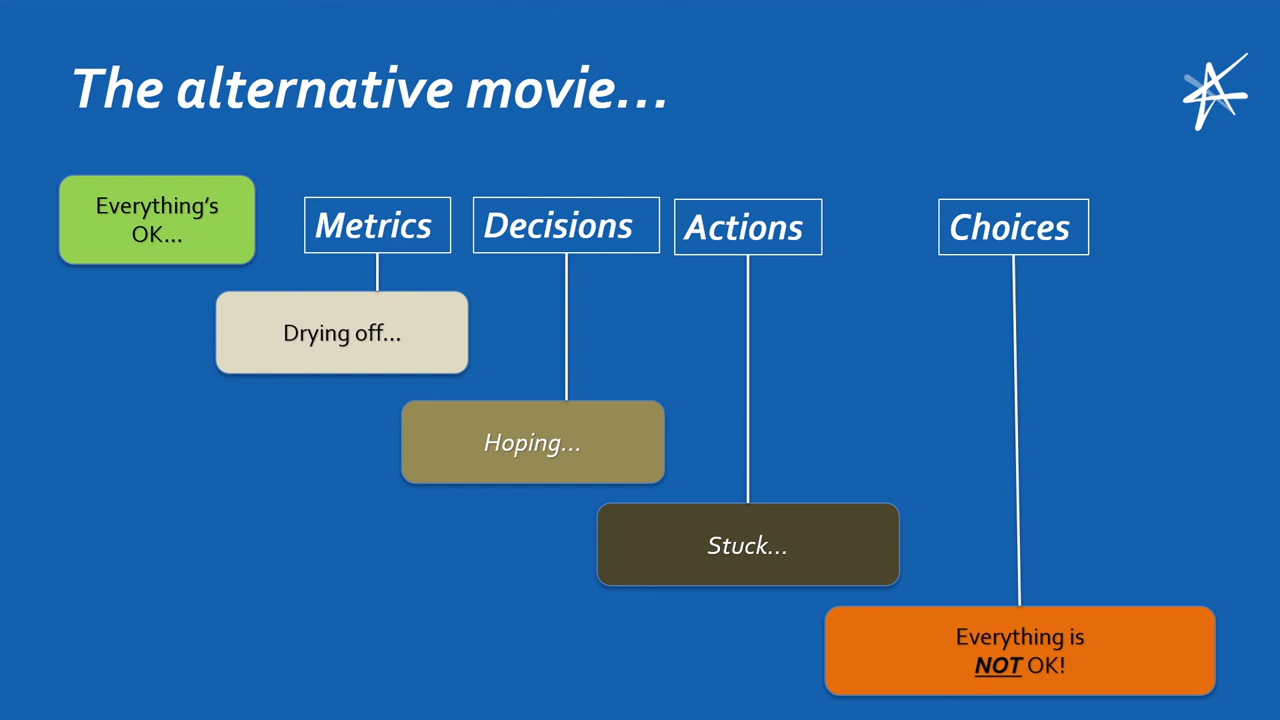 The alternative movie...
Everything's
OK...
Metrics
Decisions
Actions
Choices
Drying off...
Hoping...
Stuck...
Everything is
NOT OK!